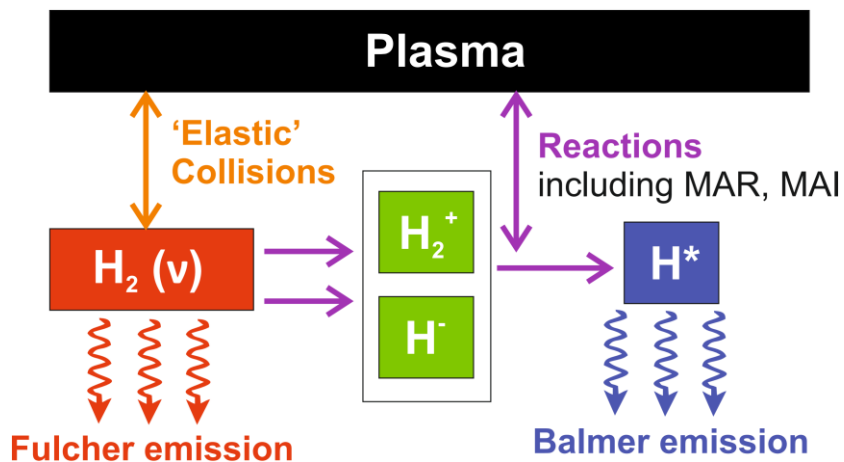 Plasma
‘Elastic’
Collisions
Reactions
including MAR, MAI
H₂ (ν)
H₂⁺
H⁻
H*
Fulcher emission
Balmer emission